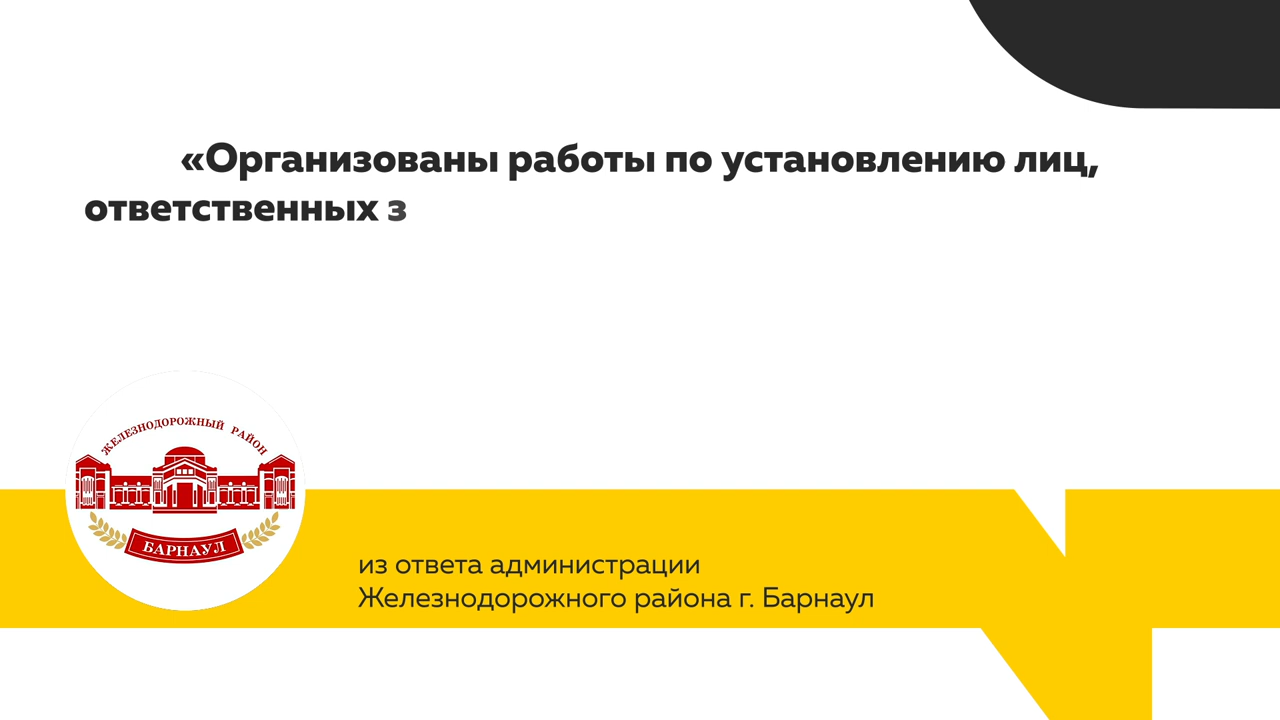 «Организованы работы по установлению лиц,
ответственных з
ЖЕЛЕЗНОДОРОЖНЫЙ РАЙОН
БАРНАУЛ
из ответа администрации
Железнодорожного района г. Барнаул